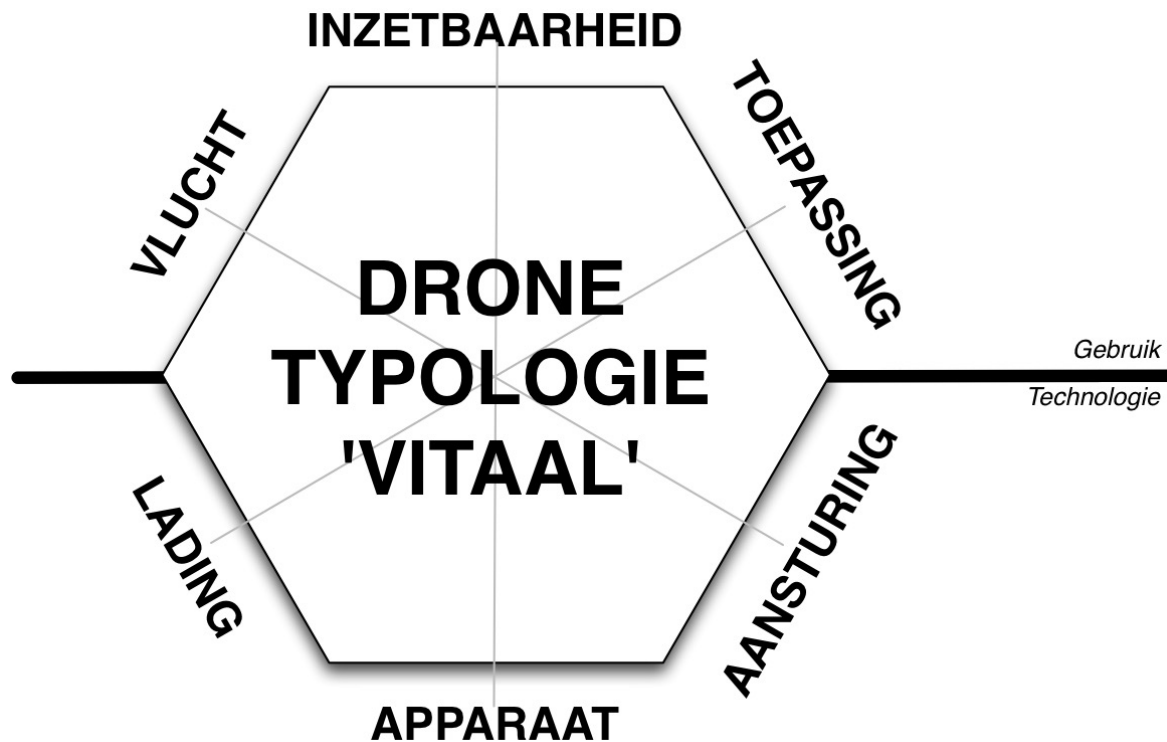 INZETBAARHEID
VLUCHT
TOEPASSING
DRONE
TYPOLOGIE
'VITAAL'
Gebruik
Technologie
LADING
AANSTURING
APPARAAT